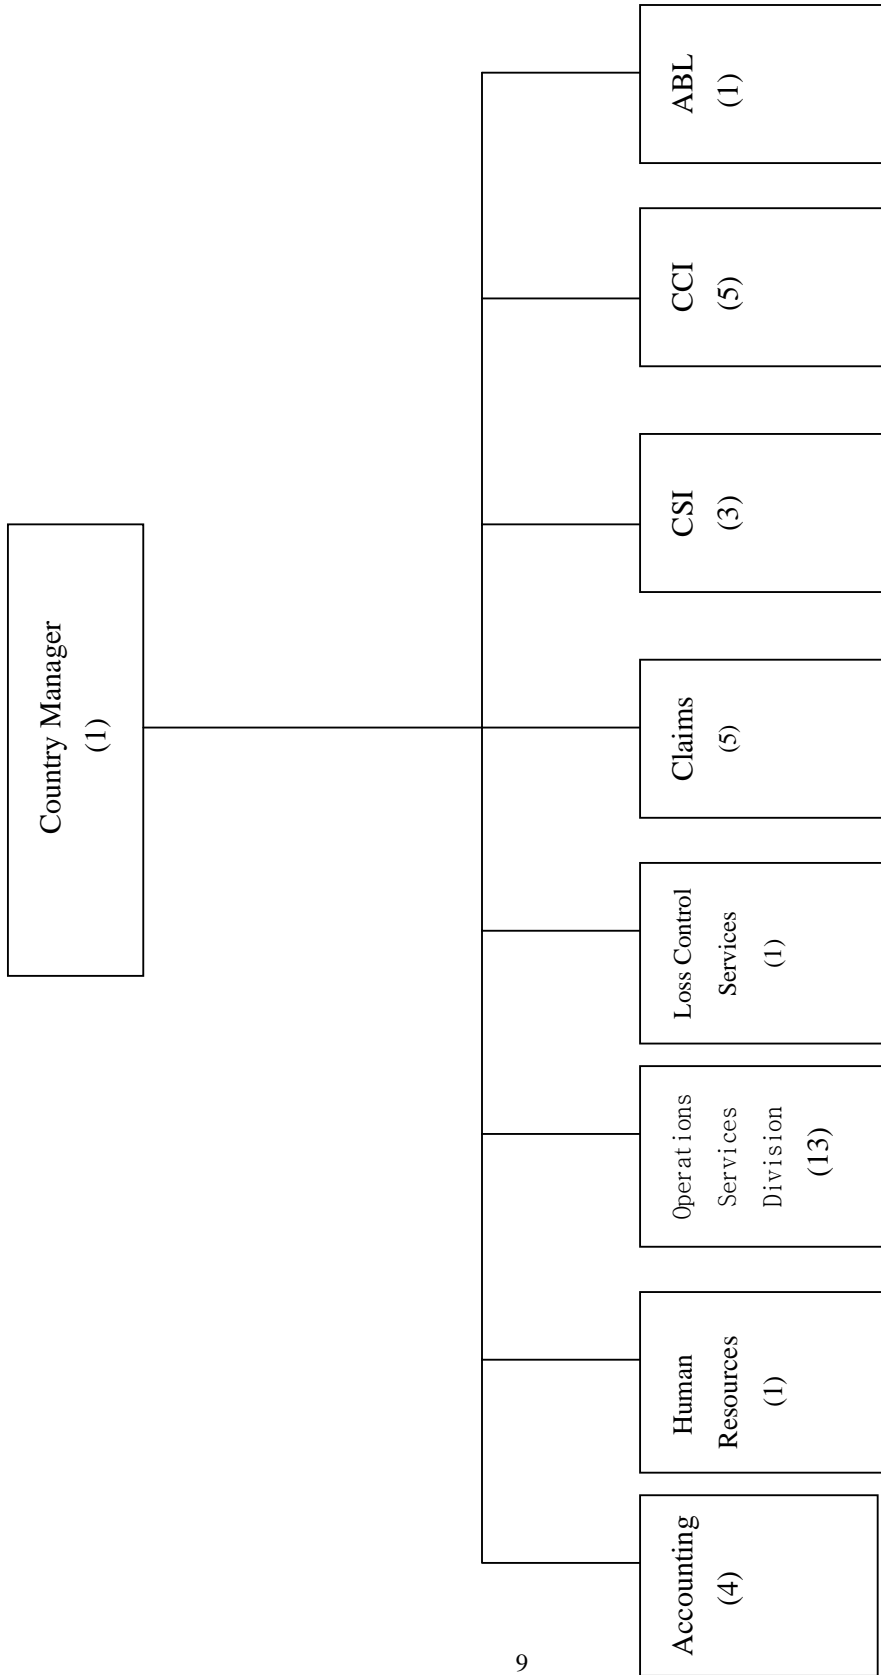 Country Manager
(1)
Accounting
(4)
Human
Resources
(1)
Operations
Services
Division
(13)
Loss Control
Services
(1)
Claims
(5)
CSI
(3)
CCI
(5)
ABL
(1)
9